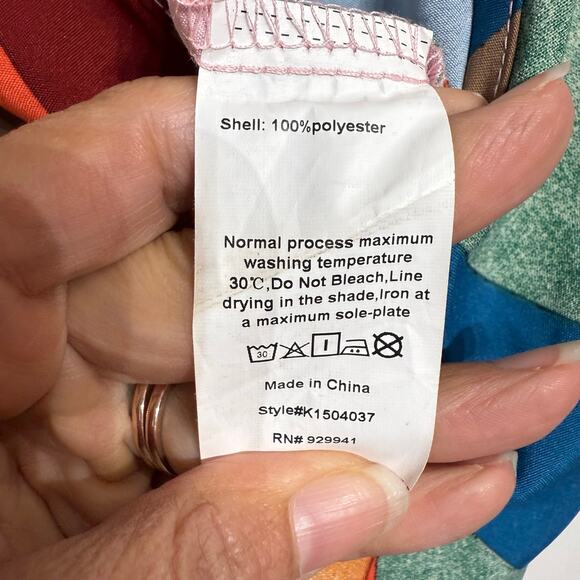 Shell: 100%polyester
Normal process maximum
washing temperature
30℃,Do Not Bleach,Line
drying in the shade,Iron at
a maximum sole-plate
30
Made in China
Style#K1504037
RN# 929941